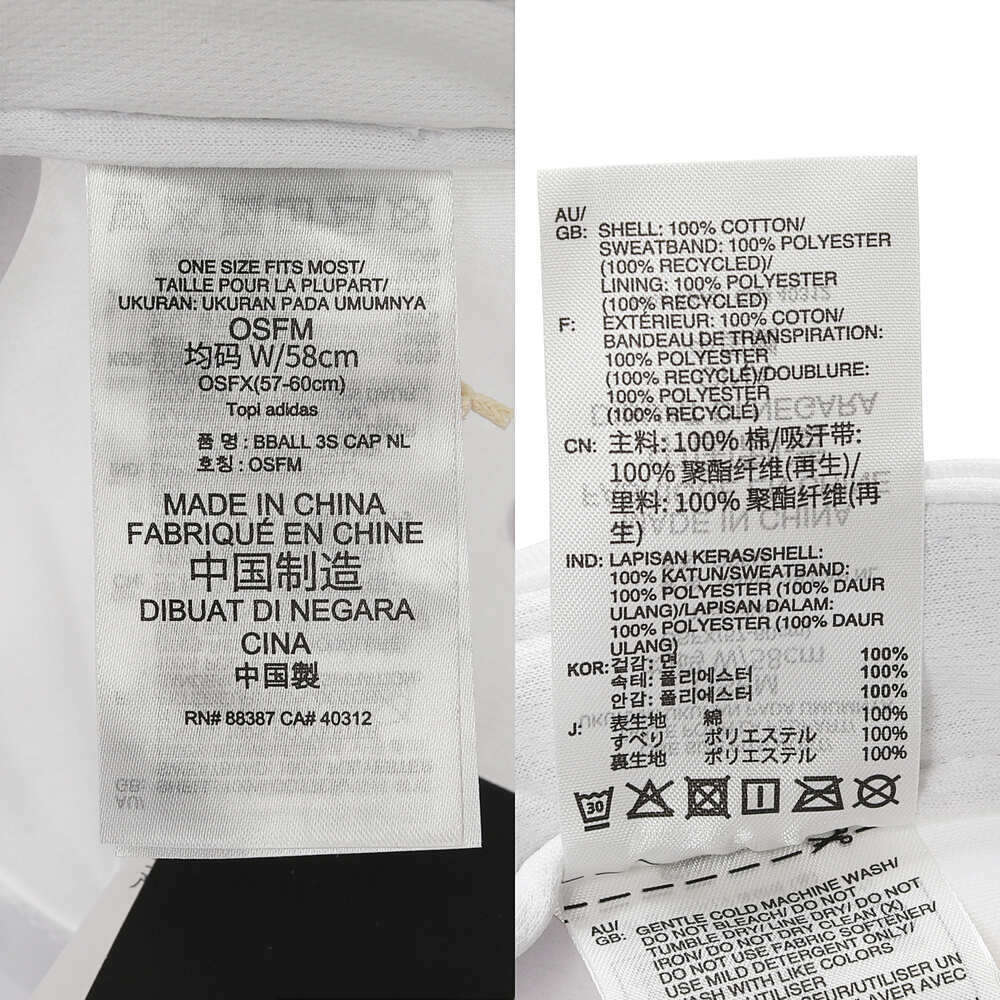 ONE SIZE FITS MOST/
TAILLE POUR LA PLUPART/
UKURAN: UKURAN PADA UMUMNYA
OSFM
均码 W/58cm
OSFX(57-60cm)
Topi adidas
품 명 : BBALL 3S CAP NL
호칭 : OSFM
MADE IN CHINA
FABRIQUÉ EN CHINE
中国制造
DIBUAT DI NEGARA
CINA
中国製
RN# 88387 CA# 40312
AU/
GB: SHELL: 100% COTTON/
SWEATBAND: 100% POLYESTER
(100% RECYCLED)/
LINING: 100% POLYESTER
(100% RECYCLED)
F: EXTÉRIEUR: 100% COTON/
BANDEAU DE TRANSPIRATION:
100% POLYESTER
(100% RECYCLÉ)/DOUBLURE:
100% POLYESTER
(100% RECYCLÉ)
CN: 主料: 100% 棉/吸汗带:
100% 聚酯纤维(再生)/
里料: 100% 聚酯纤维(再
生)
IND: LAPISAN KERAS/SHELL:
100% KATUN/SWEATBAND:
100% POLYESTER (100% DAUR
ULANG)/LAPISAN DALAM:
100% POLYESTER (100% DAUR
ULANG)
KOR: 겉감: 면 100%
속테: 폴리에스터 100%
안감: 폴리에스터 100%
J: 表生地 綿 100%
すべり ポリエステル 100%
裏生地 ポリエステル 100%
30
AU/
GB: GENTLE COLD MACHINE WASH/
DO NOT BLEACH/ DO NOT
TUMBLE DRY/ LINE DRY/ DO NOT
IRON/ DO NOT DRY CLEAN (X)
DO NOT USE FABRIC SOFTENER/
USE MILD DETERGENT ONLY/
WASH WITH LIKE COLORS